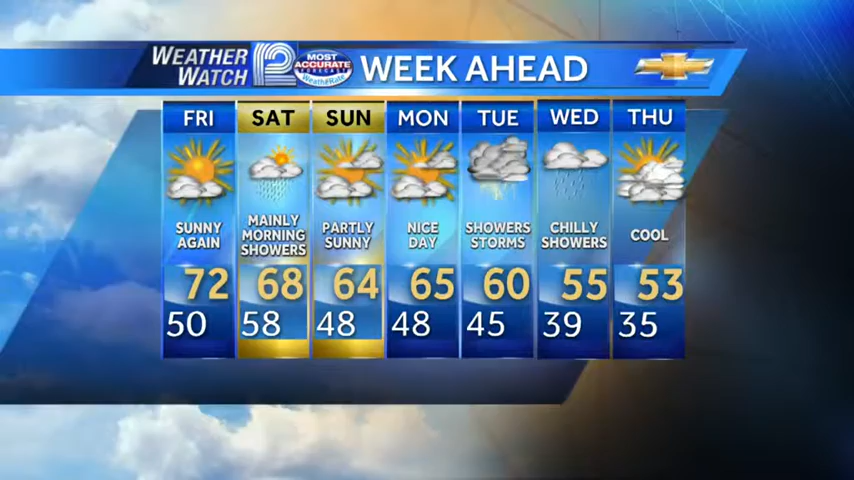 WEATHER WATCH 12
MOST ACCURATE
FORECAST
WeatheRate
WEEK AHEAD
FRI SAT SUN MON TUE WED THU
SUNNY AGAIN
MAINLY MORNING SHOWERS
PARTLY SUNNY
NICE DAY
SHOWERS STORMS
CHILLY SHOWERS
COOL
72 68 64 65 60 55 53
50 58 48 48 45 39 35